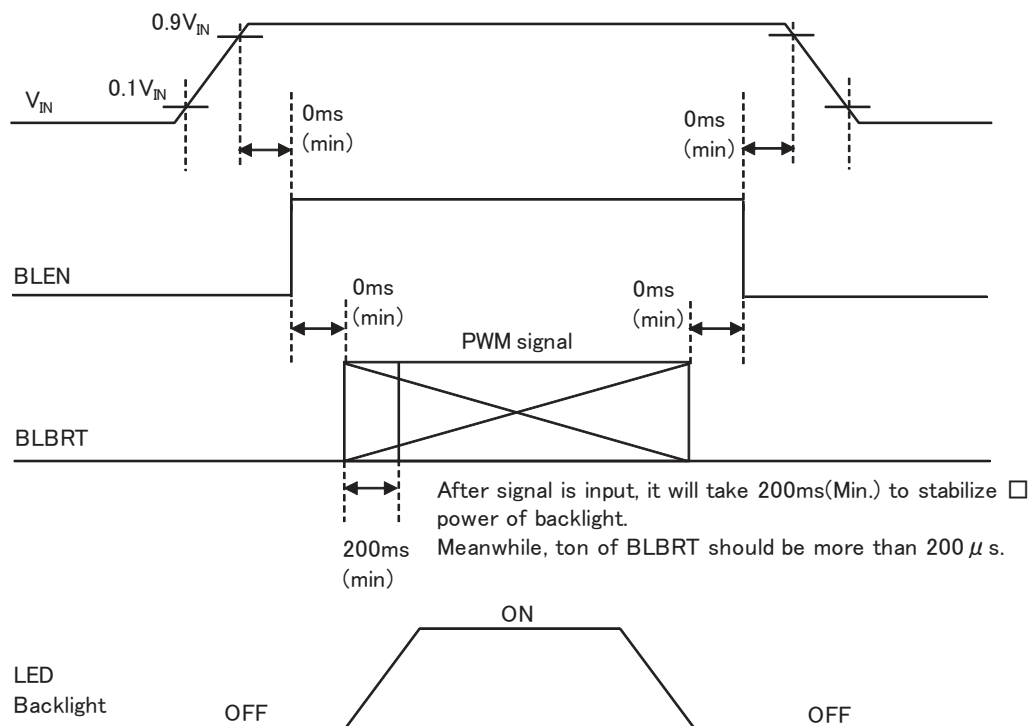 0.9VIN
0.1VIN
VIN
0ms
(min)
0ms
(min)
BLEN
0ms
(min)
0ms
(min)
PWM signal
BLBRT
After signal is input, it will take 200ms(Min.) to stabilize □
power of backlight.
Meanwhile, ton of BLBRT should be more than 200 μ s.
200ms
(min)
ON
LED
Backlight
OFF
OFF